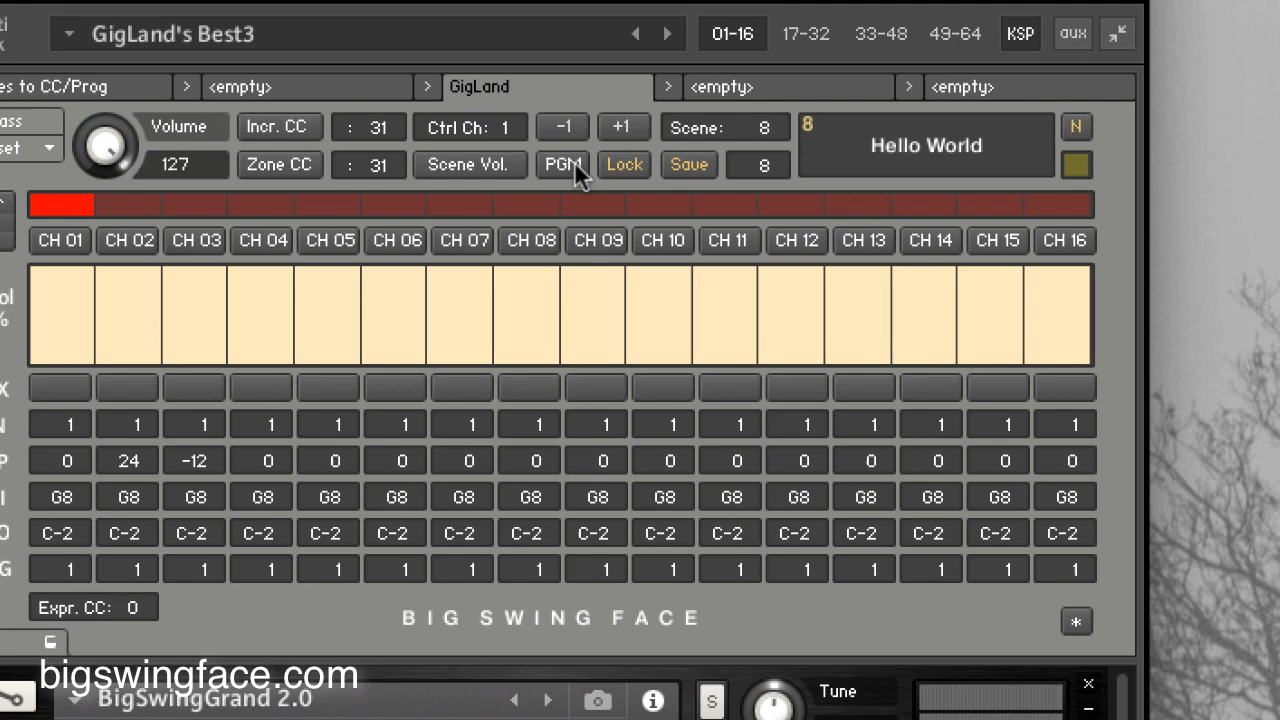 ti GigLand's Best3 01-16 17-32 33-48 49-64 KSP aux
es to CC/Prog > <empty> > GigLand > <empty> > <empty>
ass Volume Incr. CC : 31 Ctrl Ch: 1 -1 +1 Scene: 8 8 Hello World N
set 127 Zone CC : 31 Scene Vol. PGM Lock Save 8
CH 01 CH 02 CH 03 CH 04 CH 05 CH 06 CH 07 CH 08 CH 09 CH 10 CH 11 CH 12 CH 13 CH 14 CH 15 CH 16
ol
%
X
N 1 1 1 1 1 1 1 1 1 1 1 1 1 1 1 1
P 0 24 -12 0 0 0 0 0 0 0 0 0 0 0 0 0
I G8 G8 G8 G8 G8 G8 G8 G8 G8 G8 G8 G8 G8 G8 G8 G8
O C-2 C-2 C-2 C-2 C-2 C-2 C-2 C-2 C-2 C-2 C-2 C-2 C-2 C-2 C-2 C-2
G 1 1 1 1 1 1 1 1 1 1 1 1 1 1 1 1
Expr. CC: 0 BIG SWING FACE *
bigswingface.com
BigSwingGrand 2.0 S Tune